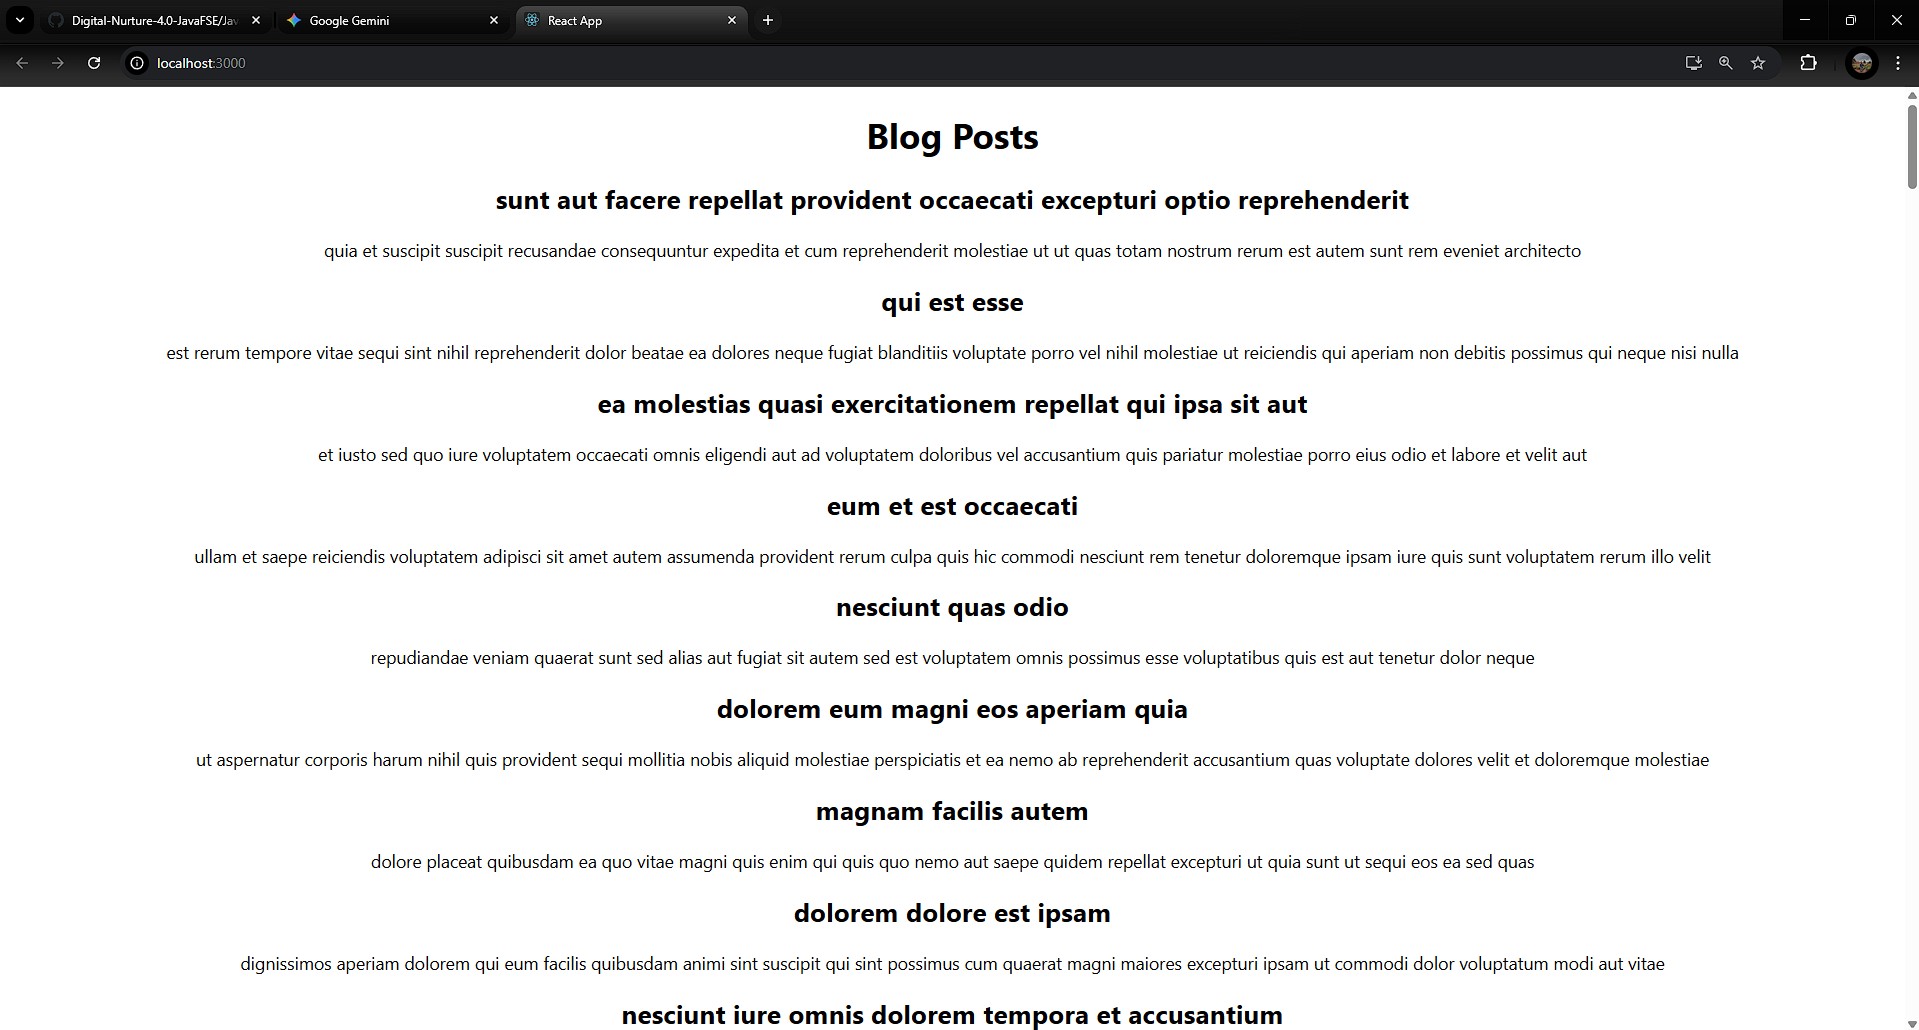 Digital-Nurture-4.0-JavaFSE/Jav
Google Gemini
React App
localhost:3000
Blog Posts
sunt aut facere repellat provident occaecati excepturi optio reprehenderit
quia et suscipit suscipit recusandae consequuntur expedita et cum reprehenderit molestiae ut ut quas totam nostrum rerum est autem sunt rem eveniet architecto
qui est esse
est rerum tempore vitae sequi sint nihil reprehenderit dolor beatae ea dolores neque fugiat blanditiis voluptate porro vel nihil molestiae ut reiciendis qui aperiam non debitis possimus qui neque nisi nulla
ea molestias quasi exercitationem repellat qui ipsa sit aut
et iusto sed quo iure voluptatem occaecati omnis eligendi aut ad voluptatem doloribus vel accusantium quis pariatur molestiae porro eius odio et labore et velit aut
eum et est occaecati
ullam et saepe reiciendis voluptatem adipisci sit amet autem assumenda provident rerum culpa quis hic commodi nesciunt rem tenetur doloremque ipsam iure quis sunt voluptatem rerum illo velit
nesciunt quas odio
repudiandae veniam quaerat sunt sed alias aut fugiat sit autem sed est voluptatem omnis possimus esse voluptatibus quis est aut tenetur dolor neque
dolorem eum magni eos aperiam quia
ut aspernatur corporis harum nihil quis provident sequi mollitia nobis aliquid molestiae perspiciatis et ea nemo ab reprehenderit accusantium quas voluptate dolores velit et doloremque molestiae
magnam facilis autem
dolore placeat quibusdam ea quo vitae magni quis enim qui quis quo nemo aut saepe quidem repellat excepturi ut quia sunt ut sequi eos ea sed quas
dolorem dolore est ipsam
dignissimos aperiam dolorem qui eum facilis quibusdam animi sint suscipit qui sint possimus cum quaerat magni maiores excepturi ipsam ut commodi dolor voluptatum modi aut vitae
nesciunt iure omnis dolorem tempora et accusantium